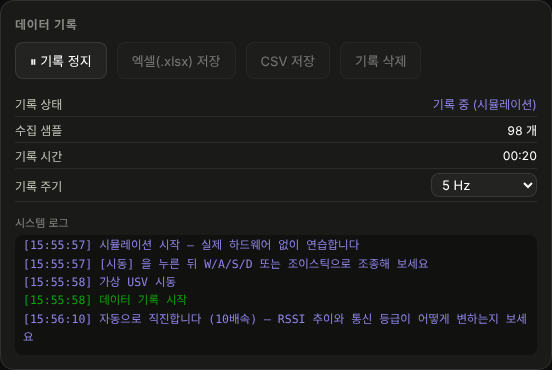 데이터 기록
⏸ 기록 정지 엑셀(.xlsx) 저장 CSV 저장 기록 삭제
기록 상태 기록 중 (시뮬레이션)
수집 샘플 98 개
기록 시간 00:20
기록 주기 5 Hz
시스템 로그
[15:55:57] 시뮬레이션 시작 — 실제 하드웨어 없이 연습합니다
[15:55:57] [시동] 을 누른 뒤 W/A/S/D 또는 조이스틱으로 조종해 보세요
[15:55:58] 가상 USV 시동
[15:55:58] 데이터 기록 시작
[15:56:10] 자동으로 직진합니다 (10배속) — RSSI 추이와 통신 등급이 어떻게 변하는지 보세
요